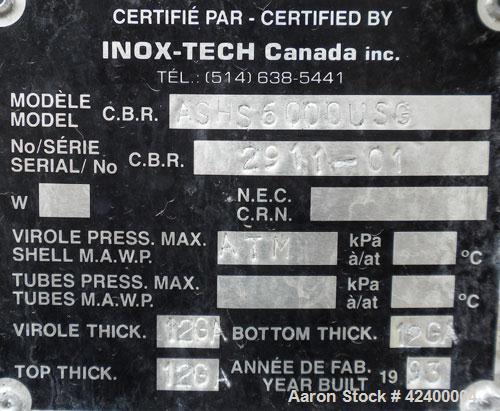 CERTIFIÉ PAR - CERTIFIED BY
INOX-TECH Canada inc.
TÉL.: (514) 638-5441
MODÈLE
MODEL C.B.R. ASHS6000USG
No/SÉRIE
SERIAL/ No C.B.R. 2911-01
W N.E.C.
C.R.N.
VIROLE PRESS. MAX. ATM kPa °C
SHELL M.A.W.P. à/at
TUBES PRESS. MAX. kPa °C
TUBES M.A.W.P. à/at
VIROLE THICK. 12GA BOTTOM THICK. 12GA
TOP THICK. 12GA ANNÉE DE FAB.
YEAR BUILT 19 93
Aaron Stock #